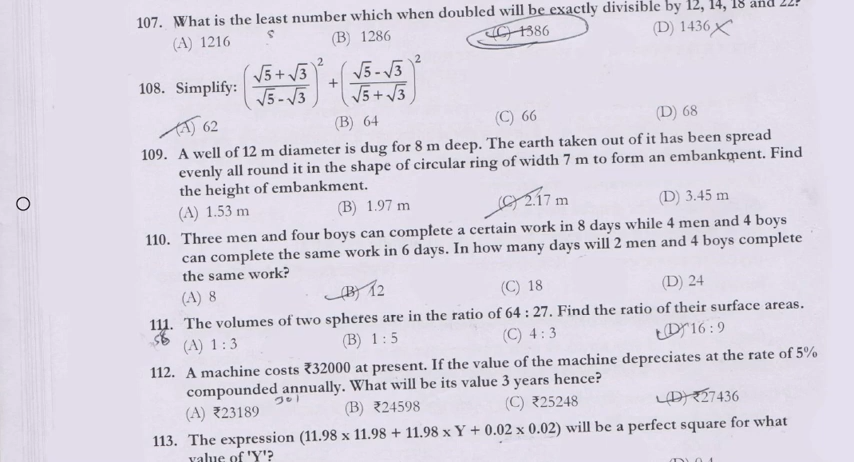 107. What is the least number which when doubled will be exactly divisible by 12, 14, 18 and 22?
(A) 1216 (B) 1286 (C) 1386 (D) 1436
108. Simplify: ((√5+√3)/(√5-√3))² + ((√5-√3)/(√5+√3))²
(A) 62 (B) 64 (C) 66 (D) 68
109. A well of 12 m diameter is dug for 8 m deep. The earth taken out of it has been spread
evenly all round it in the shape of circular ring of width 7 m to form an embankment. Find
the height of embankment.
(A) 1.53 m (B) 1.97 m (C) 2.17 m (D) 3.45 m
110. Three men and four boys can complete a certain work in 8 days while 4 men and 4 boys
can complete the same work in 6 days. In how many days will 2 men and 4 boys complete
the same work?
(A) 8 (B) 12 (C) 18 (D) 24
111. The volumes of two spheres are in the ratio of 64 : 27. Find the ratio of their surface areas.
(A) 1 : 3 (B) 1 : 5 (C) 4 : 3 (D) 16 : 9
112. A machine costs ₹32000 at present. If the value of the machine depreciates at the rate of 5%
compounded annually. What will be its value 3 years hence?
(A) ₹23189 (B) ₹24598 (C) ₹25248 (D) ₹27436
113. The expression (11.98 x 11.98 + 11.98 x Y + 0.02 x 0.02) will be a perfect square for what
value of 'Y'?